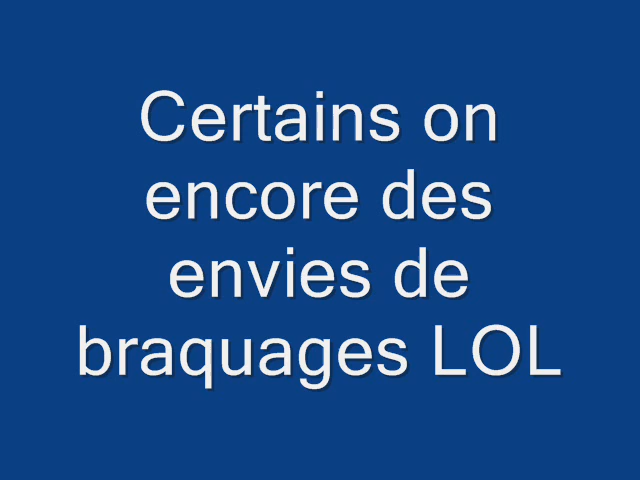 Certains on
encore des
envies de
braquages LOL